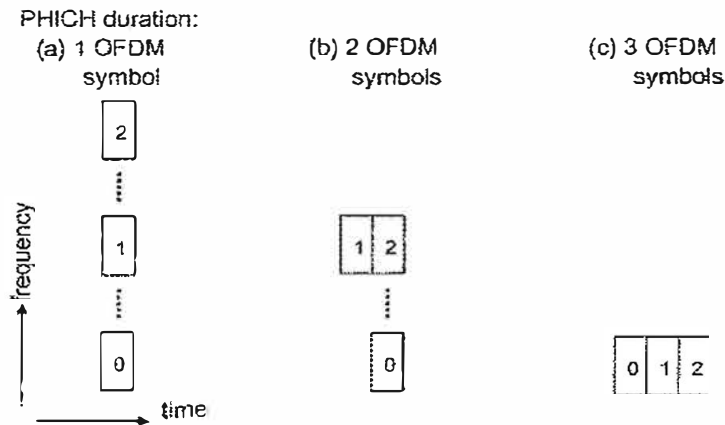 PHICH duration:
(a) 1 OFDM symbol
(b) 2 OFDM symbols
(c) 3 OFDM symbols
2
1
1 2
0
0
0 1 2
frequency
time